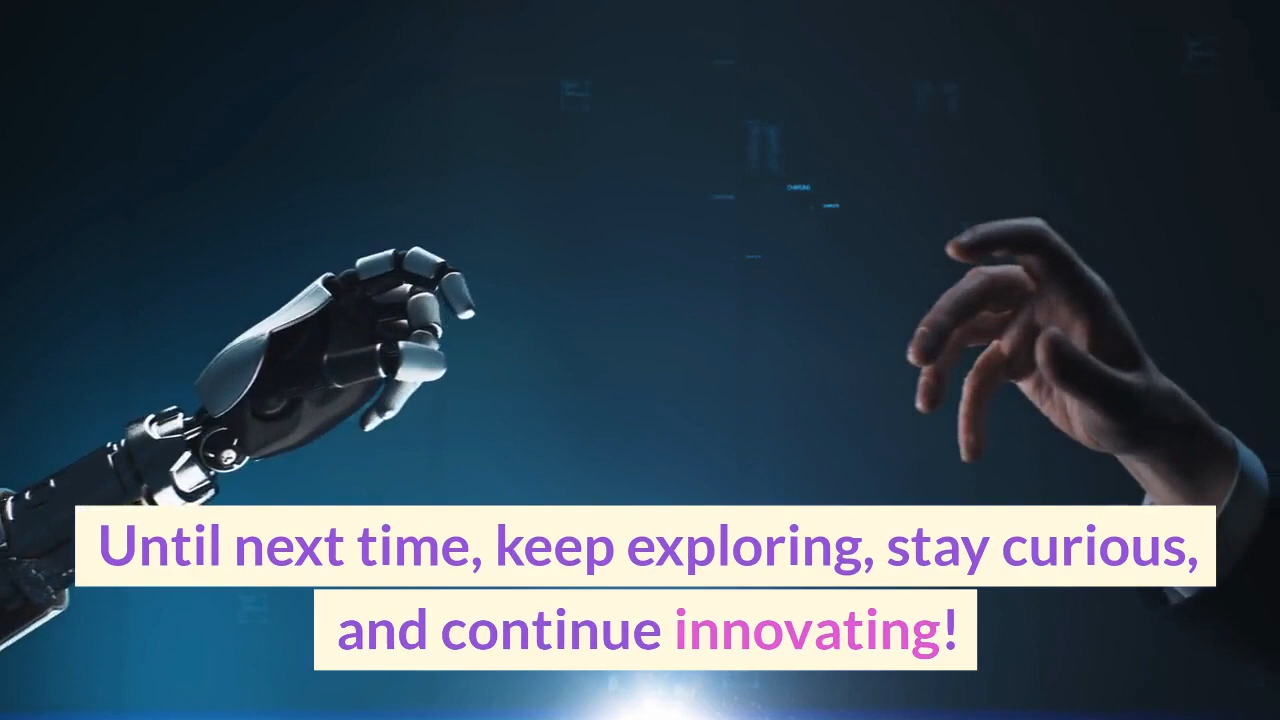 Until next time, keep exploring, stay curious,
and continue innovating!